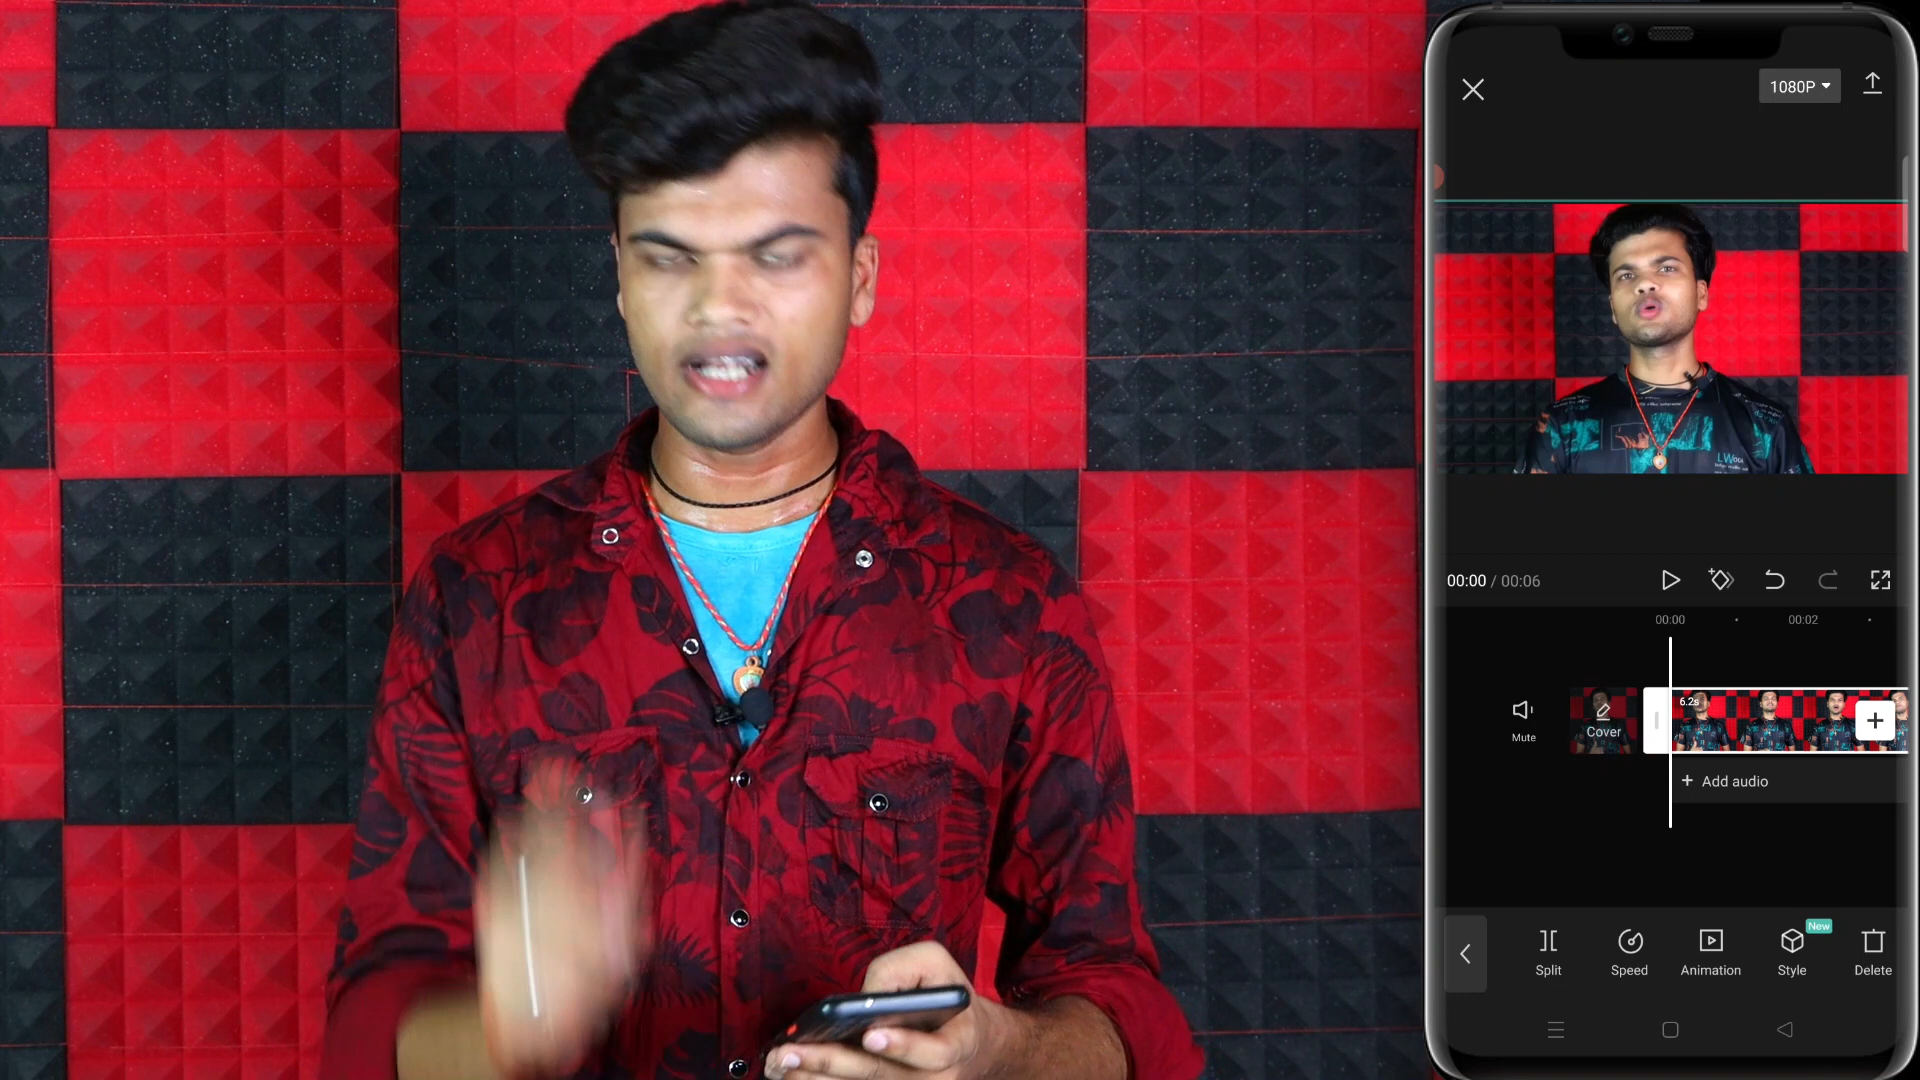 1080P
LWoo
00:00 / 00:06
00:00
00:02
6.2s
Mute
Cover
+ Add audio
New
Split
Speed
Animation
Style
Delete